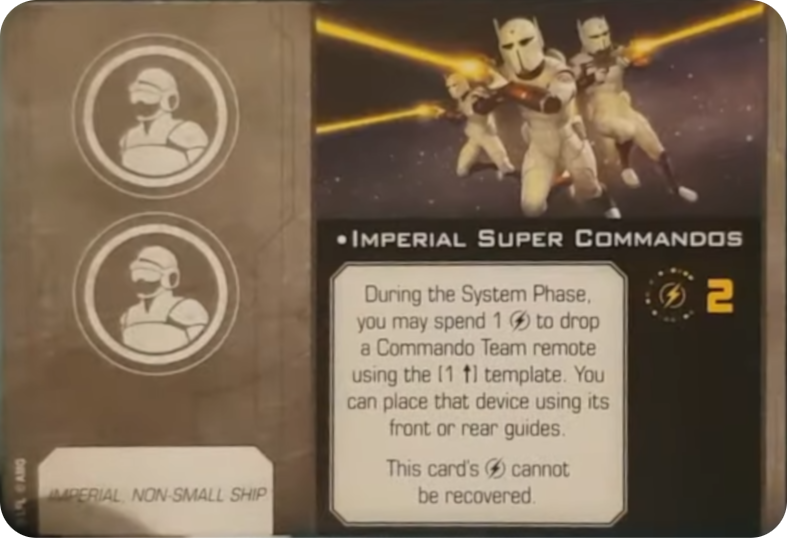 •IMPERIAL SUPER COMMANDOS
During the System Phase,
you may spend 1 to drop
a Commando Team remote
using the [1 ⬆] template. You
can place that device using its
front or rear guides.
This card's cannot
be recovered.
2
IMPERIAL. NON-SMALL SHIP
© LFL © AMG